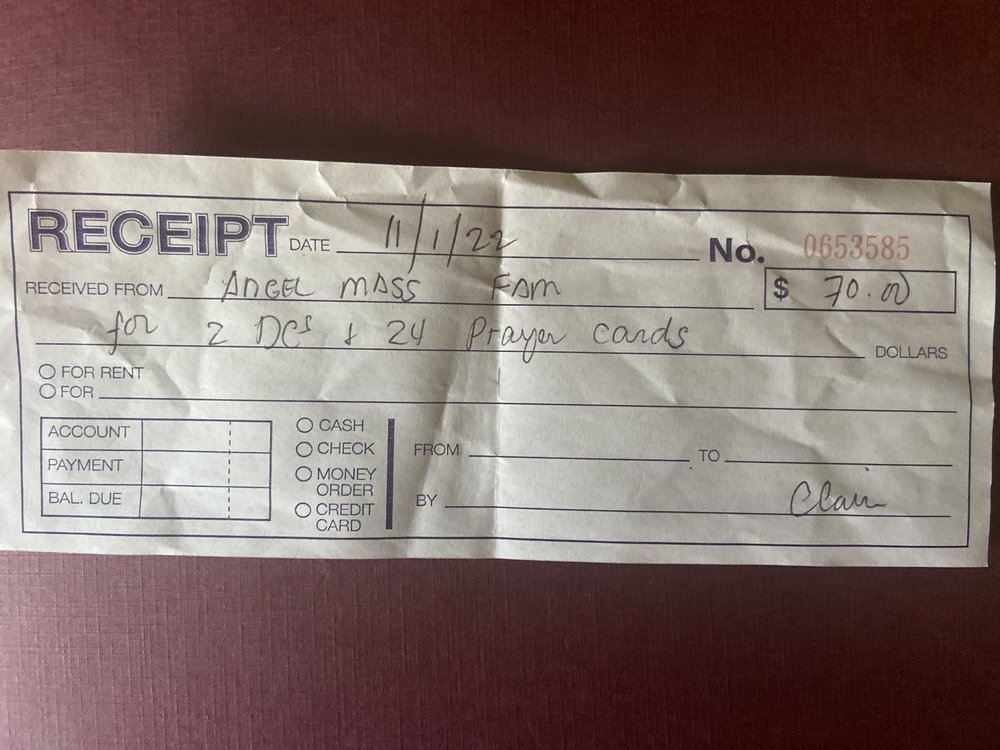 RECEIPT DATE 11/1/22 No. 0653585
RECEIVED FROM ANGEL MASS FAM $ 70.00
for 2 DCs + 24 Prayer cards DOLLARS
FOR RENT
FOR
ACCOUNT
PAYMENT
BAL. DUE
CASH
CHECK
MONEY
ORDER
CREDIT
CARD
FROM TO
BY Clair